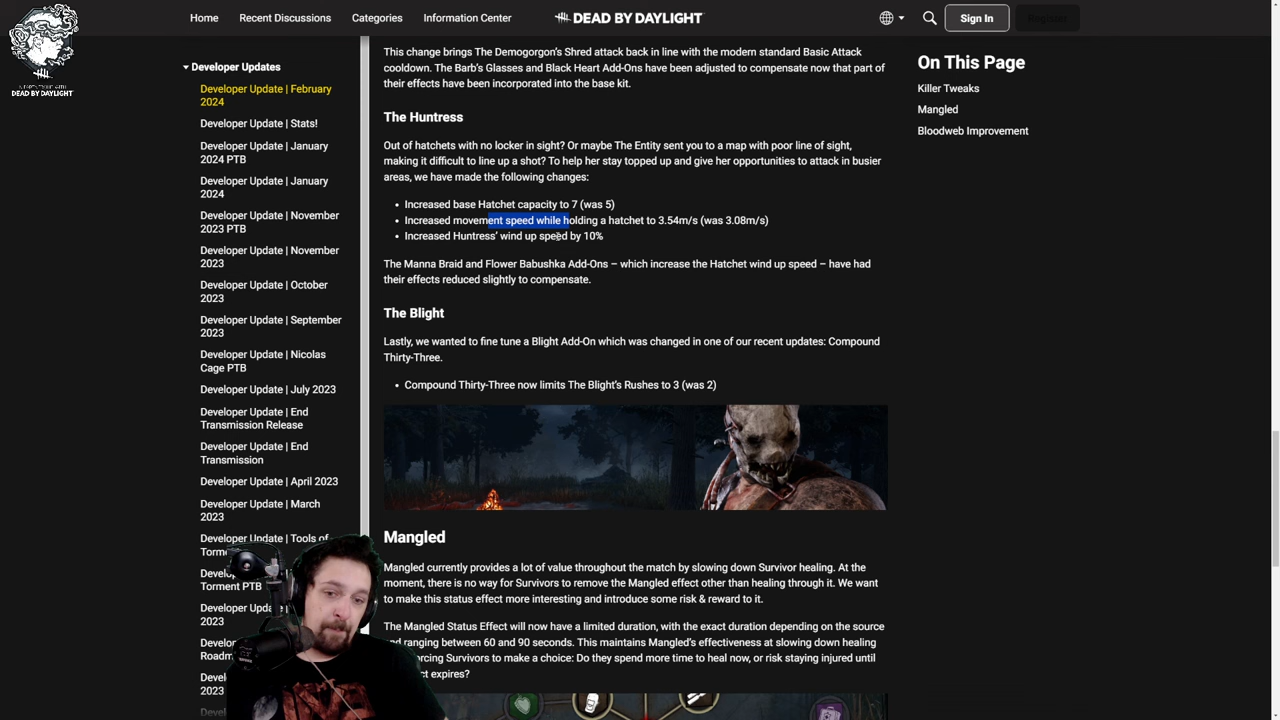 Home
Recent Discussions
Categories
Information Center
DEAD BY DAYLIGHT
Sign In
Register
DEAD BY DAYLIGHT
Developer Updates
Developer Update | February
2024
Developer Update | Stats!
Developer Update | January
2024 PTB
Developer Update | January
2024
Developer Update | November
2023 PTB
Developer Update | November
2023
Developer Update | October
2023
Developer Update | September
2023
Developer Update | Nicolas
Cage PTB
Developer Update | July 2023
Developer Update | End
Transmission Release
Developer Update | End
Transmission
Developer Update | April 2023
Developer Update | March
2023
Developer Update | Tools of
Torment PTB
2023
2023
This change brings The Demogorgon's Shred attack back in line with the modern standard Basic Attack
cooldown. The Barb's Glasses and Black Heart Add-Ons have been adjusted to compensate now that part of
their effects have been incorporated into the base kit.
The Huntress
Out of hatchets with no locker in sight? Or maybe The Entity sent you to a map with poor line of sight,
making it difficult to line up a shot? To help her stay topped up and give her opportunities to attack in busier
areas, we have made the following changes:
• Increased base Hatchet capacity to 7 (was 5)
• Increased movement speed while holding a hatchet to 3.54m/s (was 3.08m/s)
• Increased Huntress' wind up speed by 10%
The Manna Braid and Flower Babushka Add-Ons – which increase the Hatchet wind up speed – have had
their effects reduced slightly to compensate.
The Blight
Lastly, we wanted to fine tune a Blight Add-On which was changed in one of our recent updates: Compound
Thirty-Three.
• Compound Thirty-Three now limits The Blight's Rushes to 3 (was 2)
Mangled
Mangled currently provides a lot of value throughout the match by slowing down Survivor healing. At the
moment, there is no way for Survivors to remove the Mangled effect other than healing through it. We want
to make this status effect more interesting and introduce some risk & reward to it.
The Mangled Status Effect will now have a limited duration, with the exact duration depending on the source
and ranging between 60 and 90 seconds. This maintains Mangled's effectiveness at slowing down healing
forcing Survivors to make a choice: Do they spend more time to heal now, or risk staying injured until
expires?
On This Page
Killer Tweaks
Mangled
Bloodweb Improvement